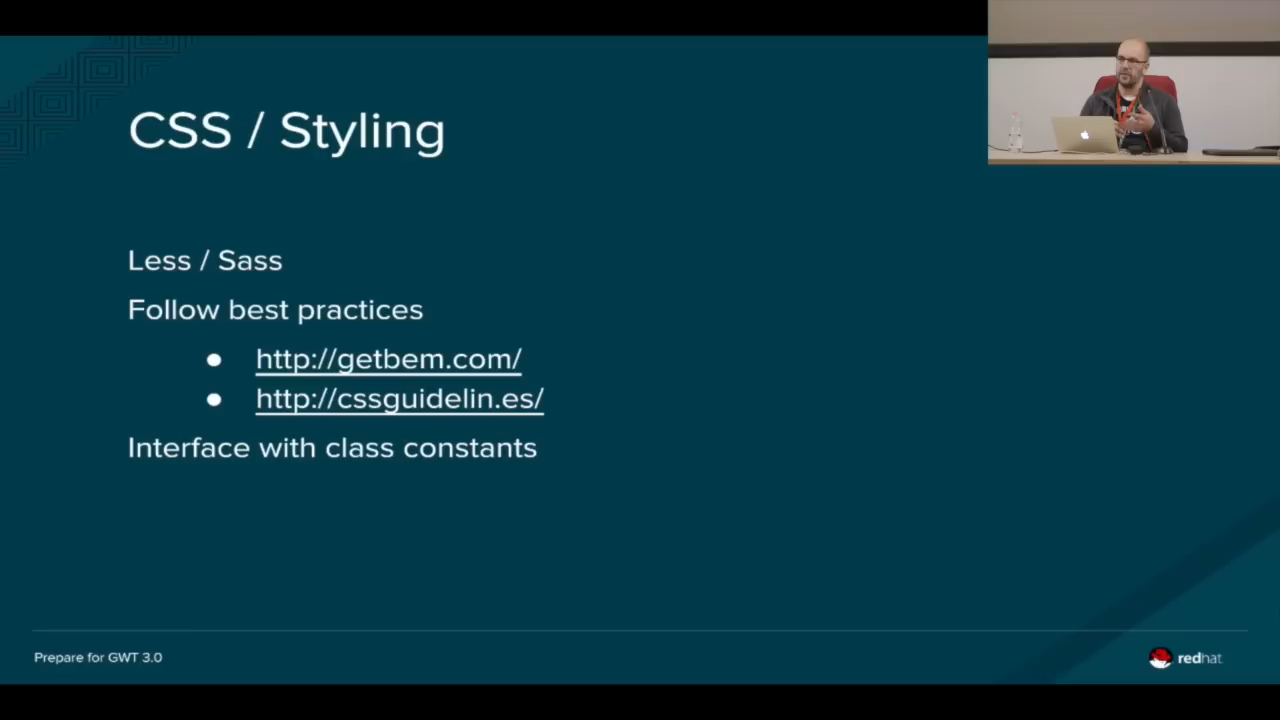 CSS / Styling
Less / Sass
Follow best practices
http://getbem.com/
http://cssguidelin.es/
Interface with class constants
Prepare for GWT 3.0
redhat